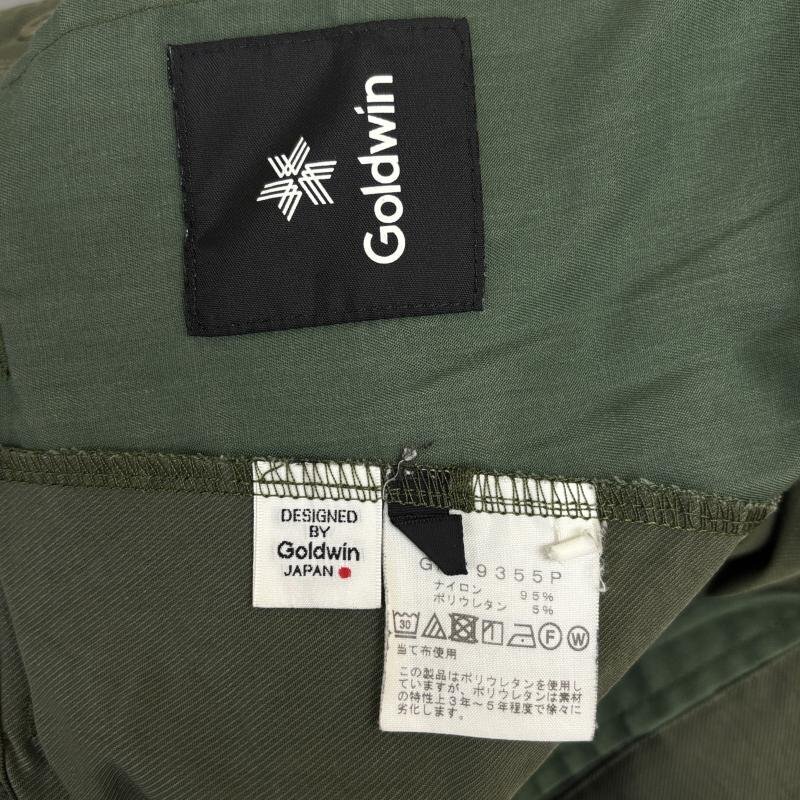 Goldwin
DESIGNED
BY
Goldwin
JAPAN
G 9355P
ナイロン 95%
ポリウレタン 5%
30
F W
当て布使用
この製品はポリウレタンを使用し
ていますが、ポリウレタンは素材
の特性上3年〜5年程度で徐々に
劣化します。